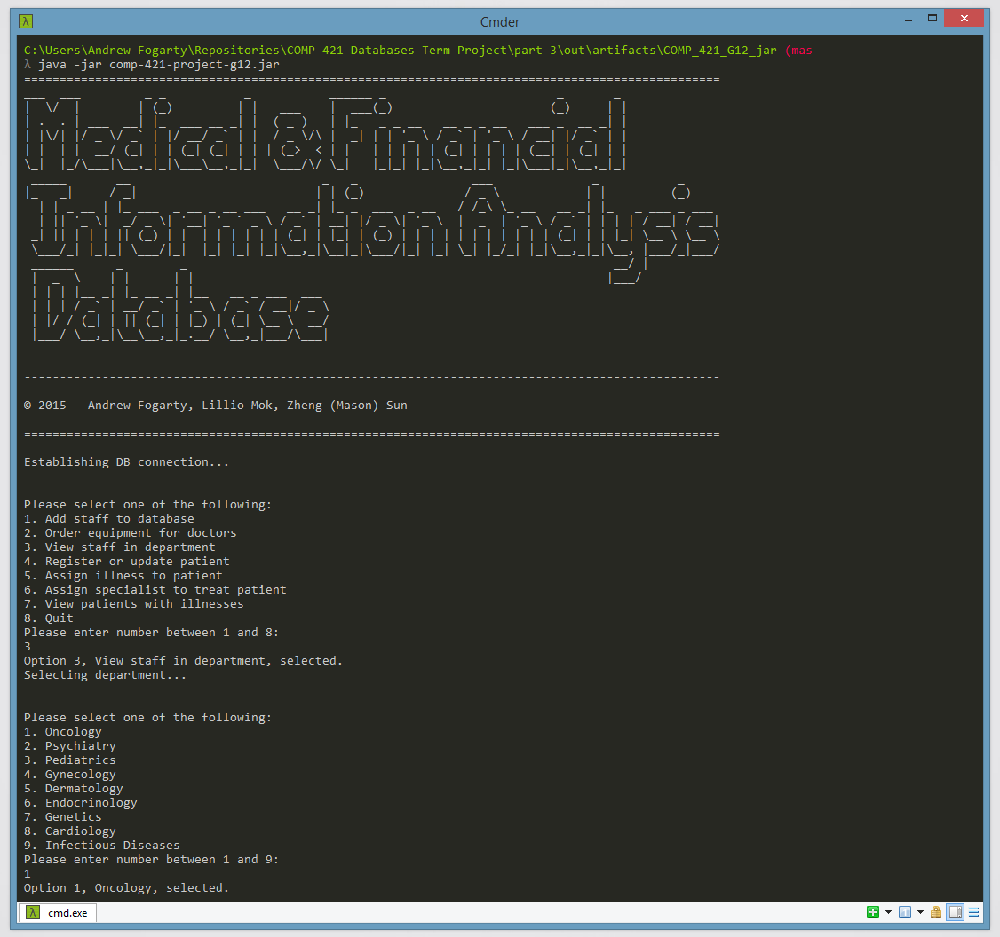 Cmder
C:\Users\Andrew Fogarty\Repositories\COMP-421-Databases-Term-Project\part-3\out\artifacts\COMP_421_G12_jar (mas
λ java -jar comp-421-project-g12.jar
==================================================================================================
Medical & Financial
Information Analysis
Database
--------------------------------------------------------------------------------------------------
© 2015 - Andrew Fogarty, Lillio Mok, Zheng (Mason) Sun
==================================================================================================
Establishing DB connection...
Please select one of the following:
1. Add staff to database
2. Order equipment for doctors
3. View staff in department
4. Register or update patient
5. Assign illness to patient
6. Assign specialist to treat patient
7. View patients with illnesses
8. Quit
Please enter number between 1 and 8:
3
Option 3, View staff in department, selected.
Selecting department...
Please select one of the following:
1. Oncology
2. Psychiatry
3. Pediatrics
4. Gynecology
5. Dermatology
6. Endocrinology
7. Genetics
8. Cardiology
9. Infectious Diseases
Please enter number between 1 and 9:
1
Option 1, Oncology, selected.
λ cmd.exe